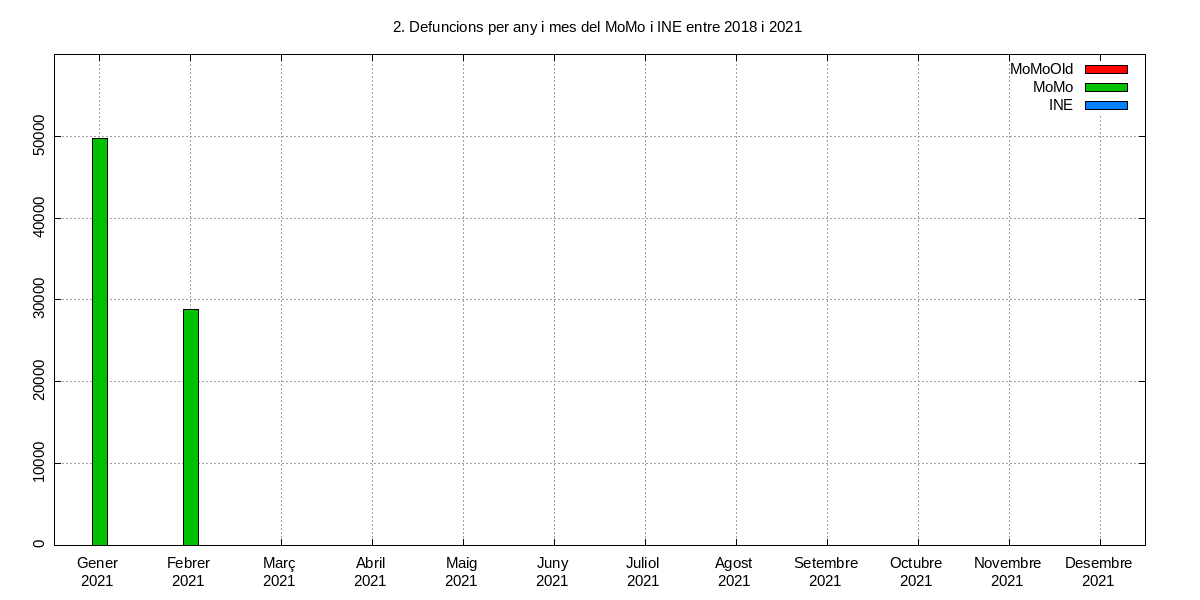 2. Defuncions per any i mes del MoMo i INE entre 2018 i 2021
MoMoOld
MoMo
INE
50000
40000
30000
20000
10000
0
Gener Febrer Març Abril Maig Juny Juliol Agost Setembre Octubre Novembre Desembre
2021 2021 2021 2021 2021 2021 2021 2021 2021 2021 2021 2021